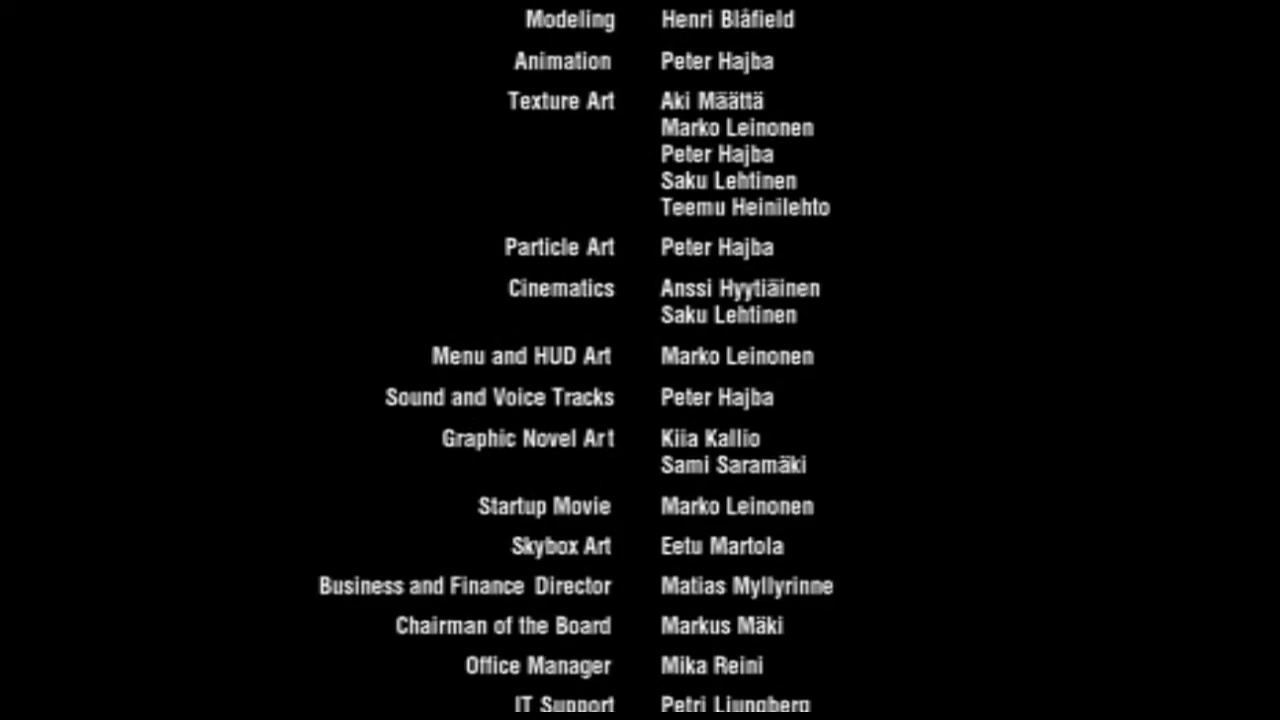 Modeling Henri Blåfield
Animation Peter Hajba
Texture Art Aki Määttä
Marko Leinonen
Peter Hajba
Saku Lehtinen
Teemu Heinilehto
Particle Art Peter Hajba
Cinematics Anssi Hyytiäinen
Saku Lehtinen
Menu and HUD Art Marko Leinonen
Sound and Voice Tracks Peter Hajba
Graphic Novel Art Kiia Kallio
Sami Saramäki
Startup Movie Marko Leinonen
Skybox Art Eetu Martola
Business and Finance Director Matias Myllyrinne
Chairman of the Board Markus Mäki
Office Manager Mika Reini
IT Support Petri Ljungberg